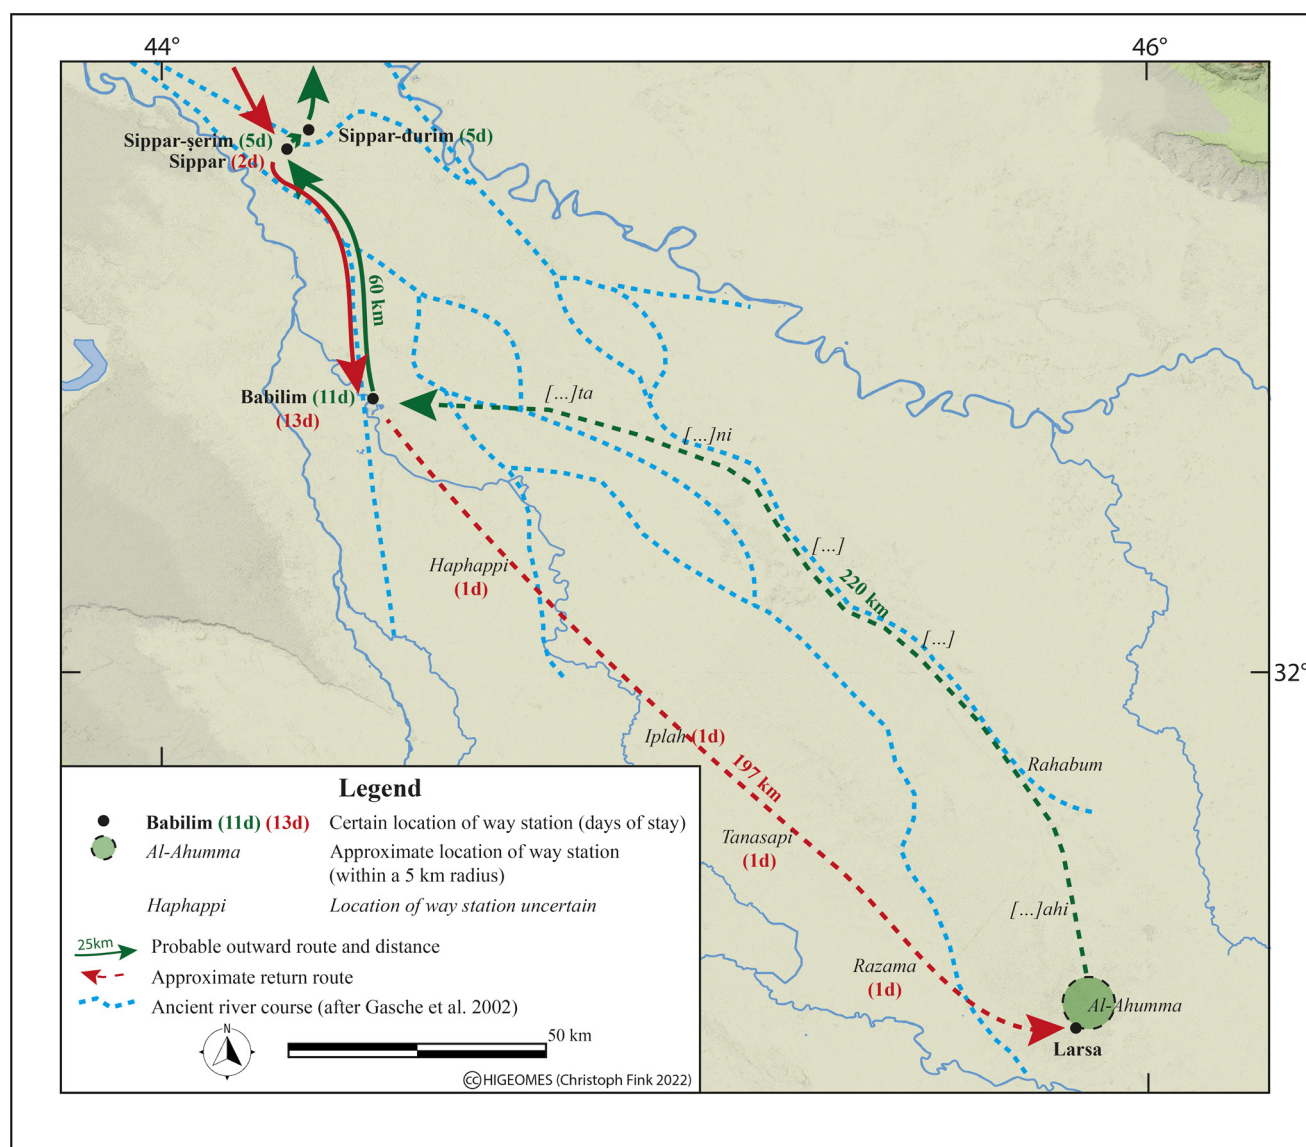 44°
46°
Sippar-ṣerim (5d)
Sippar-durim (5d)
Sippar (2d)
60 km
Babilim (11d)
(13d)
[...]ta
[...]ni
[...]
220 km
[...]
Haphappi
(1d)
32°
Iplah (1d)
197 km
Rahabum
Tanasapi
(1d)
[...]ahi
Razama
(1d)
Al-Ahumma
Larsa
Legend
Babilim (11d) (13d) Certain location of way station (days of stay)
Al-Ahumma Approximate location of way station
(within a 5 km radius)
Haphappi Location of way station uncertain
25km Probable outward route and distance
Approximate return route
Ancient river course (after Gasche et al. 2002)
N
50 km
cc HIGEOMES (Christoph Fink 2022)